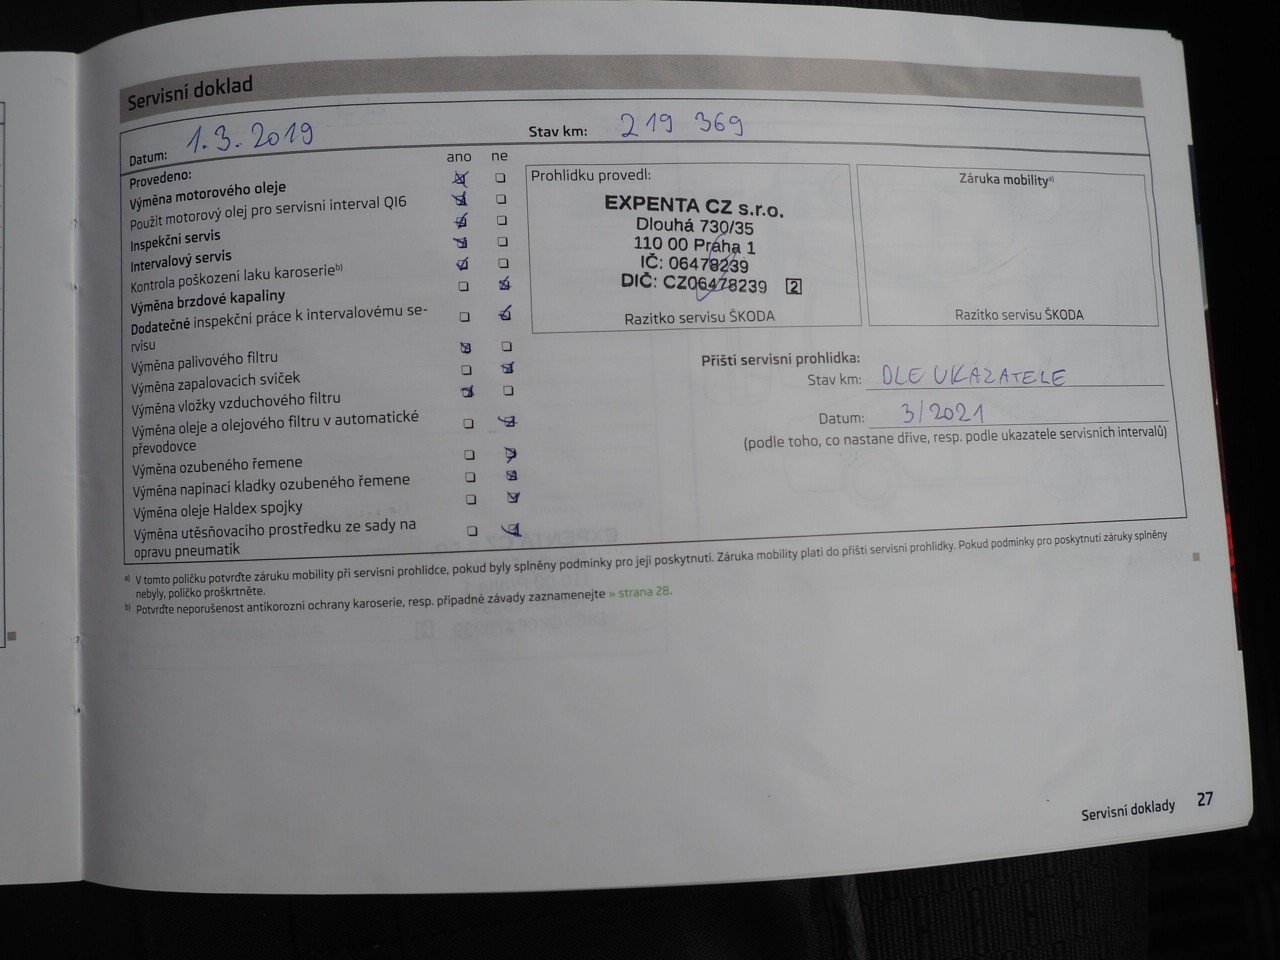 Servisní doklad
Datum: 1.3.2019 Stav km: 219 369
Provedeno: ano ne
Výměna motorového oleje
Použit motorový olej pro servisní interval QI6
Inspekční servis
Intervalový servis
Kontrola poškození laku karoserie b)
Výměna brzdové kapaliny
Dodatečné inspekční práce k intervalovému se-
rvisu
Výměna palivového filtru
Výměna zapalovacích svíček
Výměna vložky vzduchového filtru
Výměna oleje a olejového filtru v automatické
převodovce
Výměna ozubeného řemene
Výměna napínací kladky ozubeného řemene
Výměna oleje Haldex spojky
Výměna utěsňovacího prostředku ze sady na
opravu pneumatik
Prohlídku provedl:
EXPENTA CZ s.r.o.
Dlouhá 730/35
110 00 Praha 1
IČ: 06478239
DIČ: CZ06478239 2
Razítko servisu ŠKODA
Záruka mobility a)
Razítko servisu ŠKODA
Příští servisní prohlídka:
Stav km: DLE UKAZATELE
Datum: 3/2021
(podle toho, co nastane dříve, resp. podle ukazatele servisních intervalů)
a) V tomto políčku potvrďte záruku mobility při servisní prohlídce, pokud byly splněny podmínky pro její poskytnutí. Záruka mobility platí do příští servisní prohlídky. Pokud podmínky pro poskytnutí záruky splněny
nebyly, políčko proškrtněte.
b) Potvrďte neporušenost antikorozní ochrany karoserie, resp. případné závady zaznamenejte » strana 28.
Servisní doklady 27